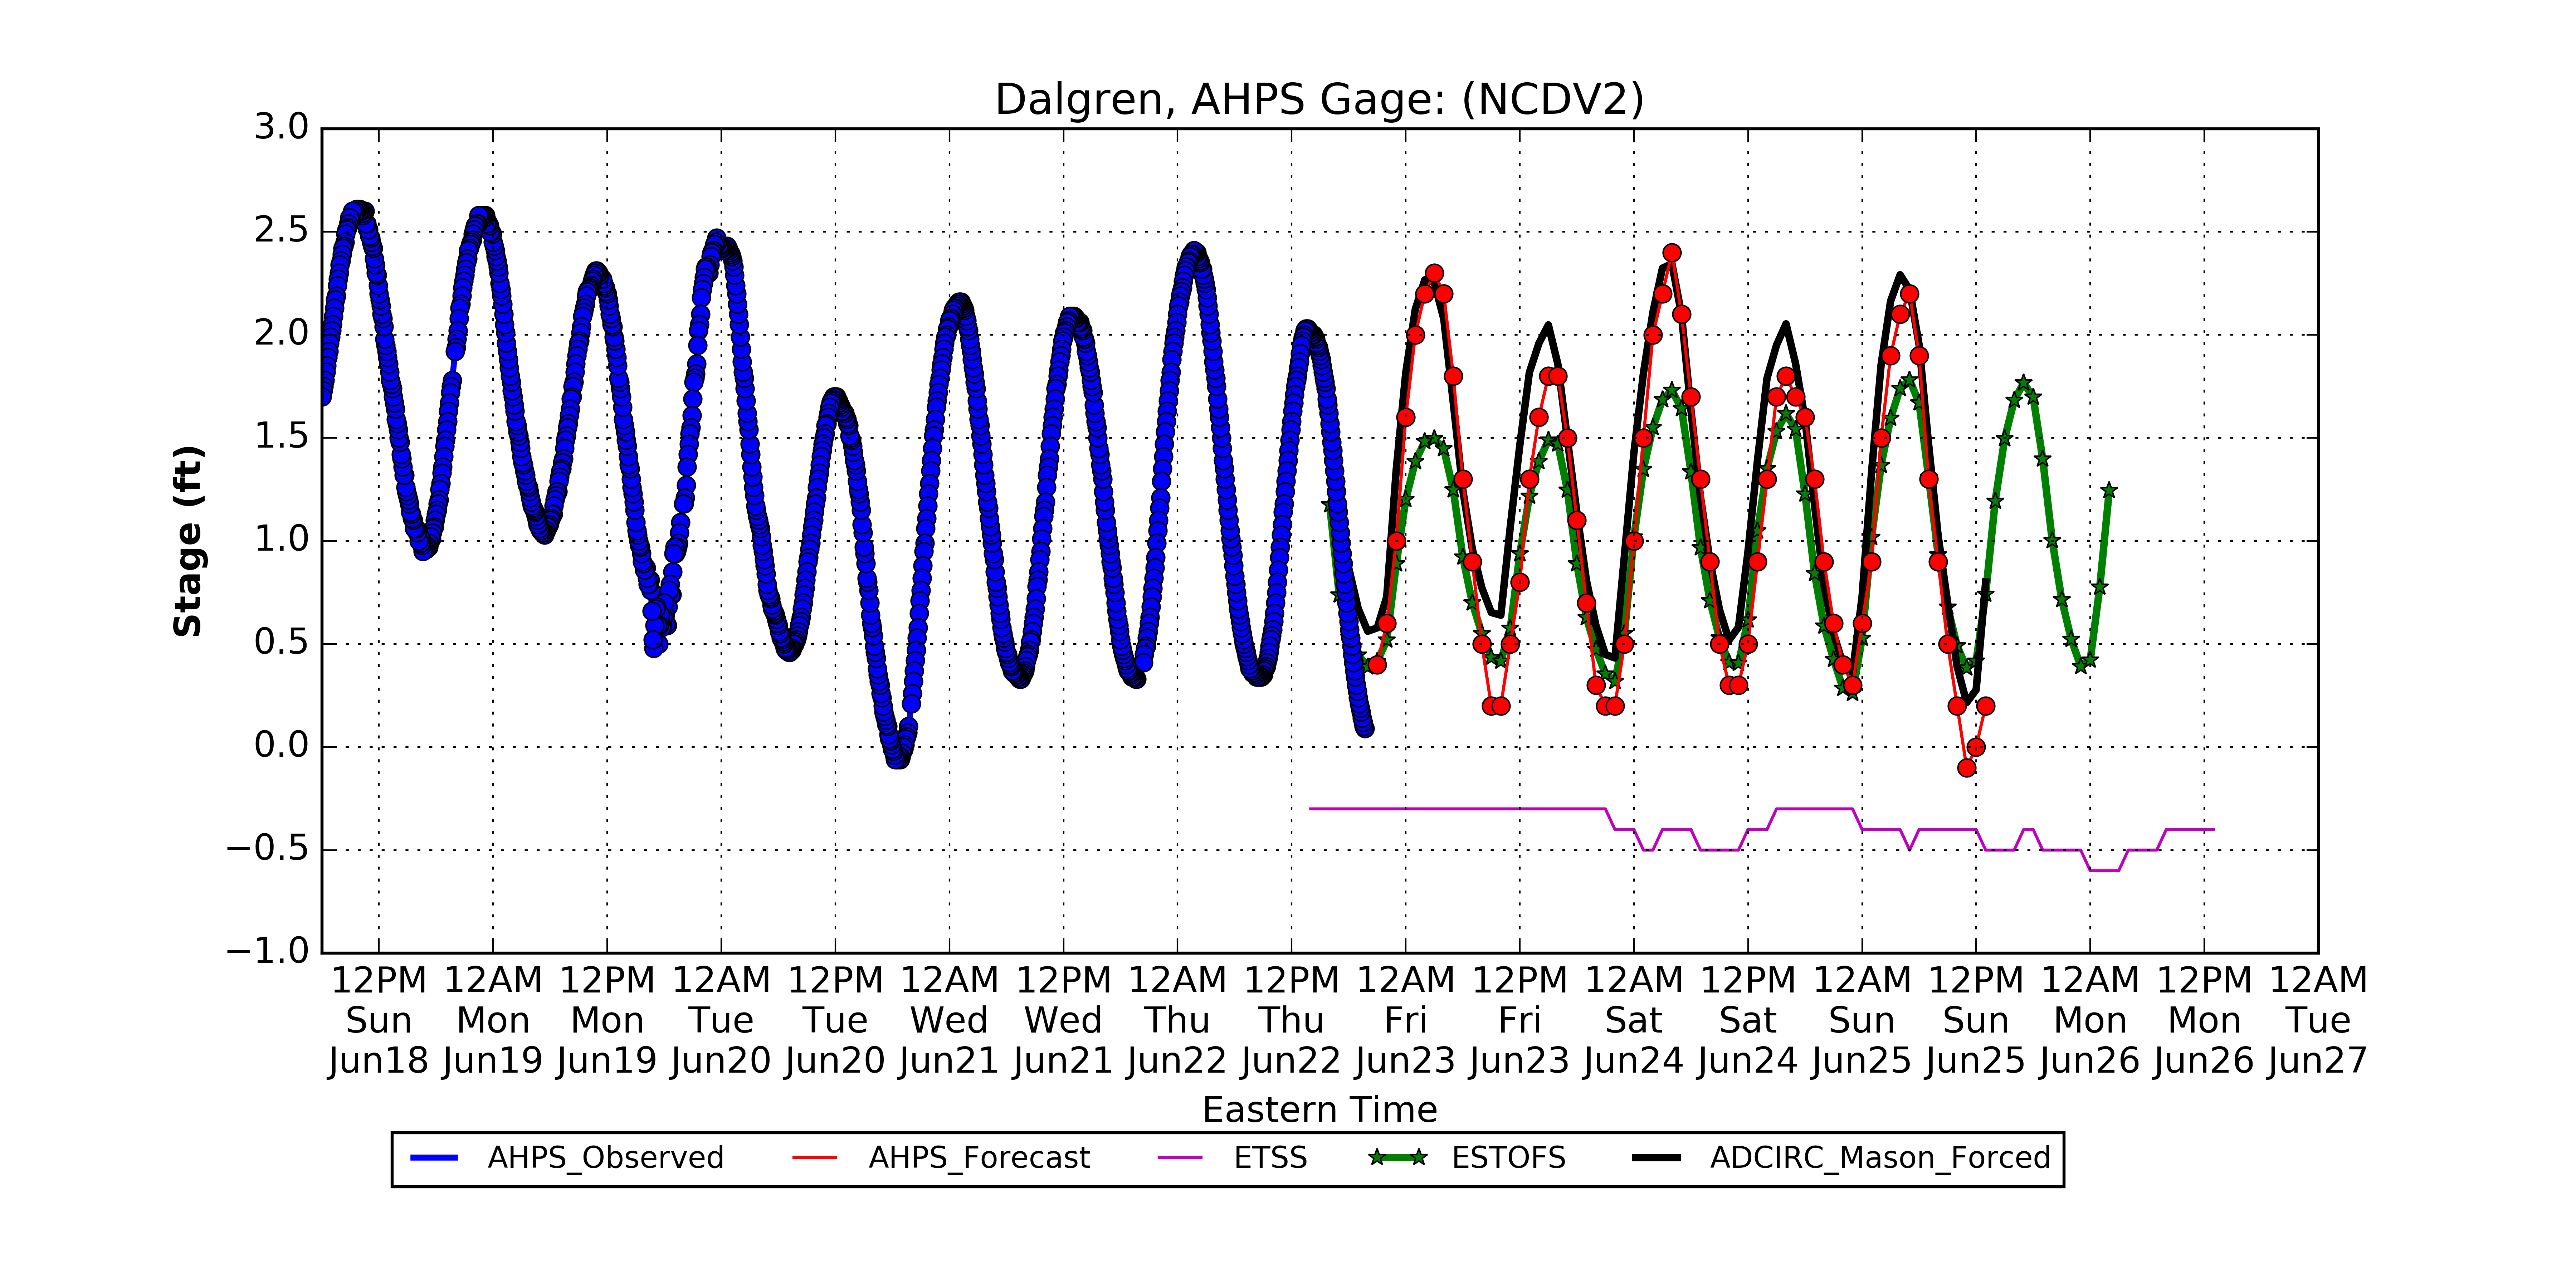 Dalgren, AHPS Gage: (NCDV2)
3.0
2.5
2.0
1.5
1.0
0.5
0.0
−0.5
−1.0
Stage (ft)
12PM 12AM 12PM 12AM 12PM 12AM 12PM 12AM 12PM 12AM 12PM 12AM 12PM 12AM 12PM 12AM 12PM 12AM
Sun Mon Mon Tue Tue Wed Wed Thu Thu Fri Fri Sat Sat Sun Sun Mon Mon Tue
Jun18 Jun19 Jun19 Jun20 Jun20 Jun21 Jun21 Jun22 Jun22 Jun23 Jun23 Jun24 Jun24 Jun25 Jun25 Jun26 Jun26 Jun27
Eastern Time
AHPS_Observed AHPS_Forecast ETSS ESTOFS ADCIRC_Mason_Forced